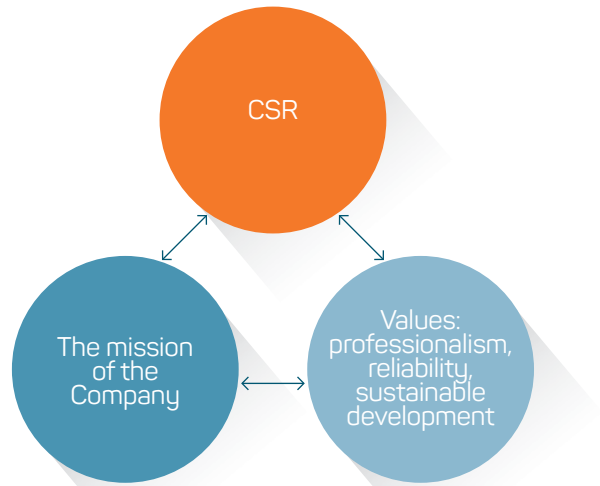 CSR
The mission
of the
Company
Values:
professionalism,
reliability,
sustainable
development